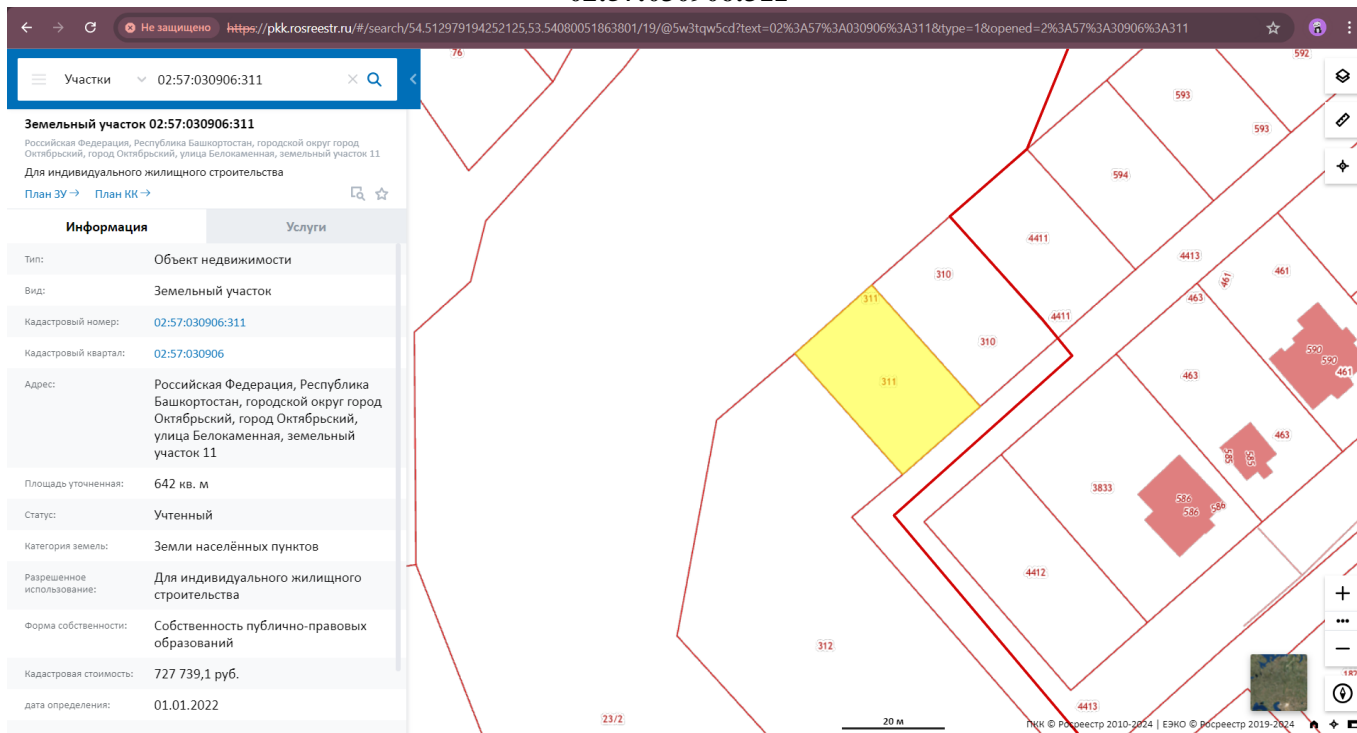 02:57:030906:311
Не защищено https://pkk.rosreestr.ru/#/search/54.512979194252125,53.54080051863801/19/@5w3tqw5cd?text=02%3A57%3A030906%3A311&type=1&opened=2%3A57%3A30906%3A311
Участки 02:57:030906:311
Земельный участок 02:57:030906:311
Российская Федерация, Республика Башкортостан, городской округ город
Октябрьский, город Октябрьский, улица Белокаменная, земельный участок 11
Для индивидуального жилищного строительства
План ЗУ → План КК →
Информация Услуги
Тип: Объект недвижимости
Вид: Земельный участок
Кадастровый номер: 02:57:030906:311
Кадастровый квартал: 02:57:030906
Адрес: Российская Федерация, Республика
Башкортостан, городской округ город
Октябрьский, город Октябрьский,
улица Белокаменная, земельный
участок 11
Площадь уточненная: 642 кв. м
Статус: Учтенный
Категория земель: Земли населённых пунктов
Разрешенное
использование: Для индивидуального жилищного
строительства
Форма собственности: Собственность публично-правовых
образований
Кадастровая стоимость: 727 739,1 руб.
дата определения: 01.01.2022
76
592
593
593
594
4411
4413
461
461
310
463
311
4411
310
590
590
461
463
311
463
585
585
3833
586
586
586
4412
312
187
4413
23/2
20 м
ПКК © Росреестр 2010-2024 | ЕЭКО © Росреестр 2019-2024